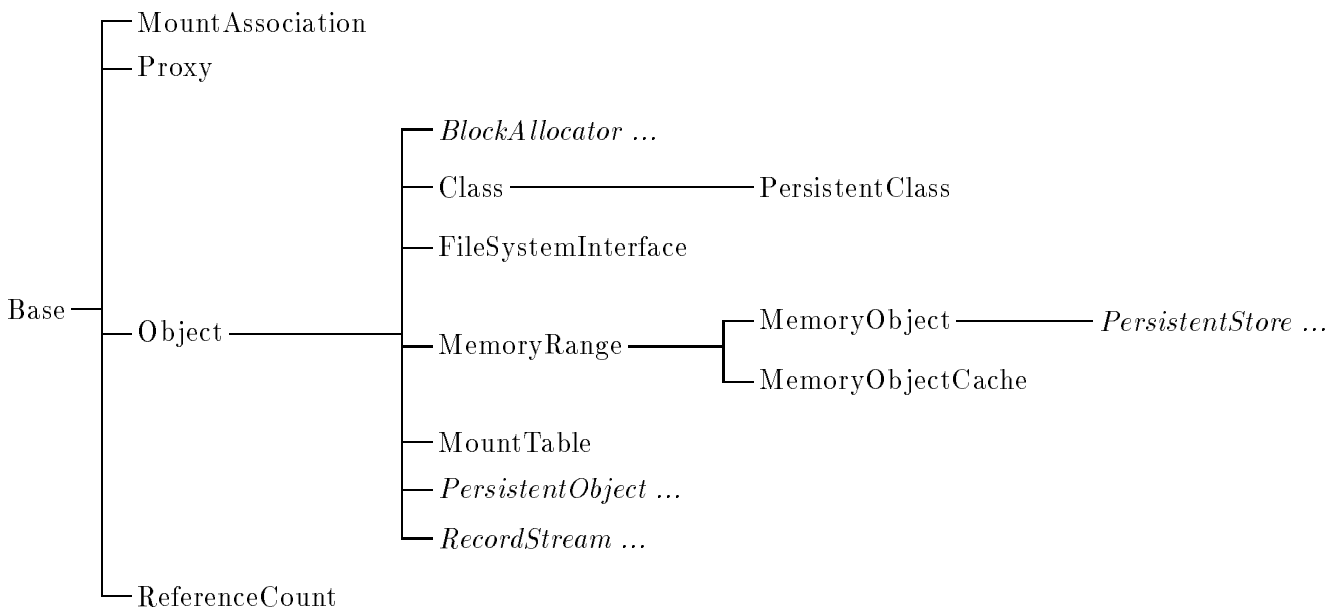 MountAssociation
Proxy
BlockAllocator ...
Class PersistentClass
FileSystemInterface
Base
Object
MemoryObject PersistentStore ...
MemoryRange
MemoryObjectCache
MountTable
PersistentObject ...
RecordStream ...
ReferenceCount